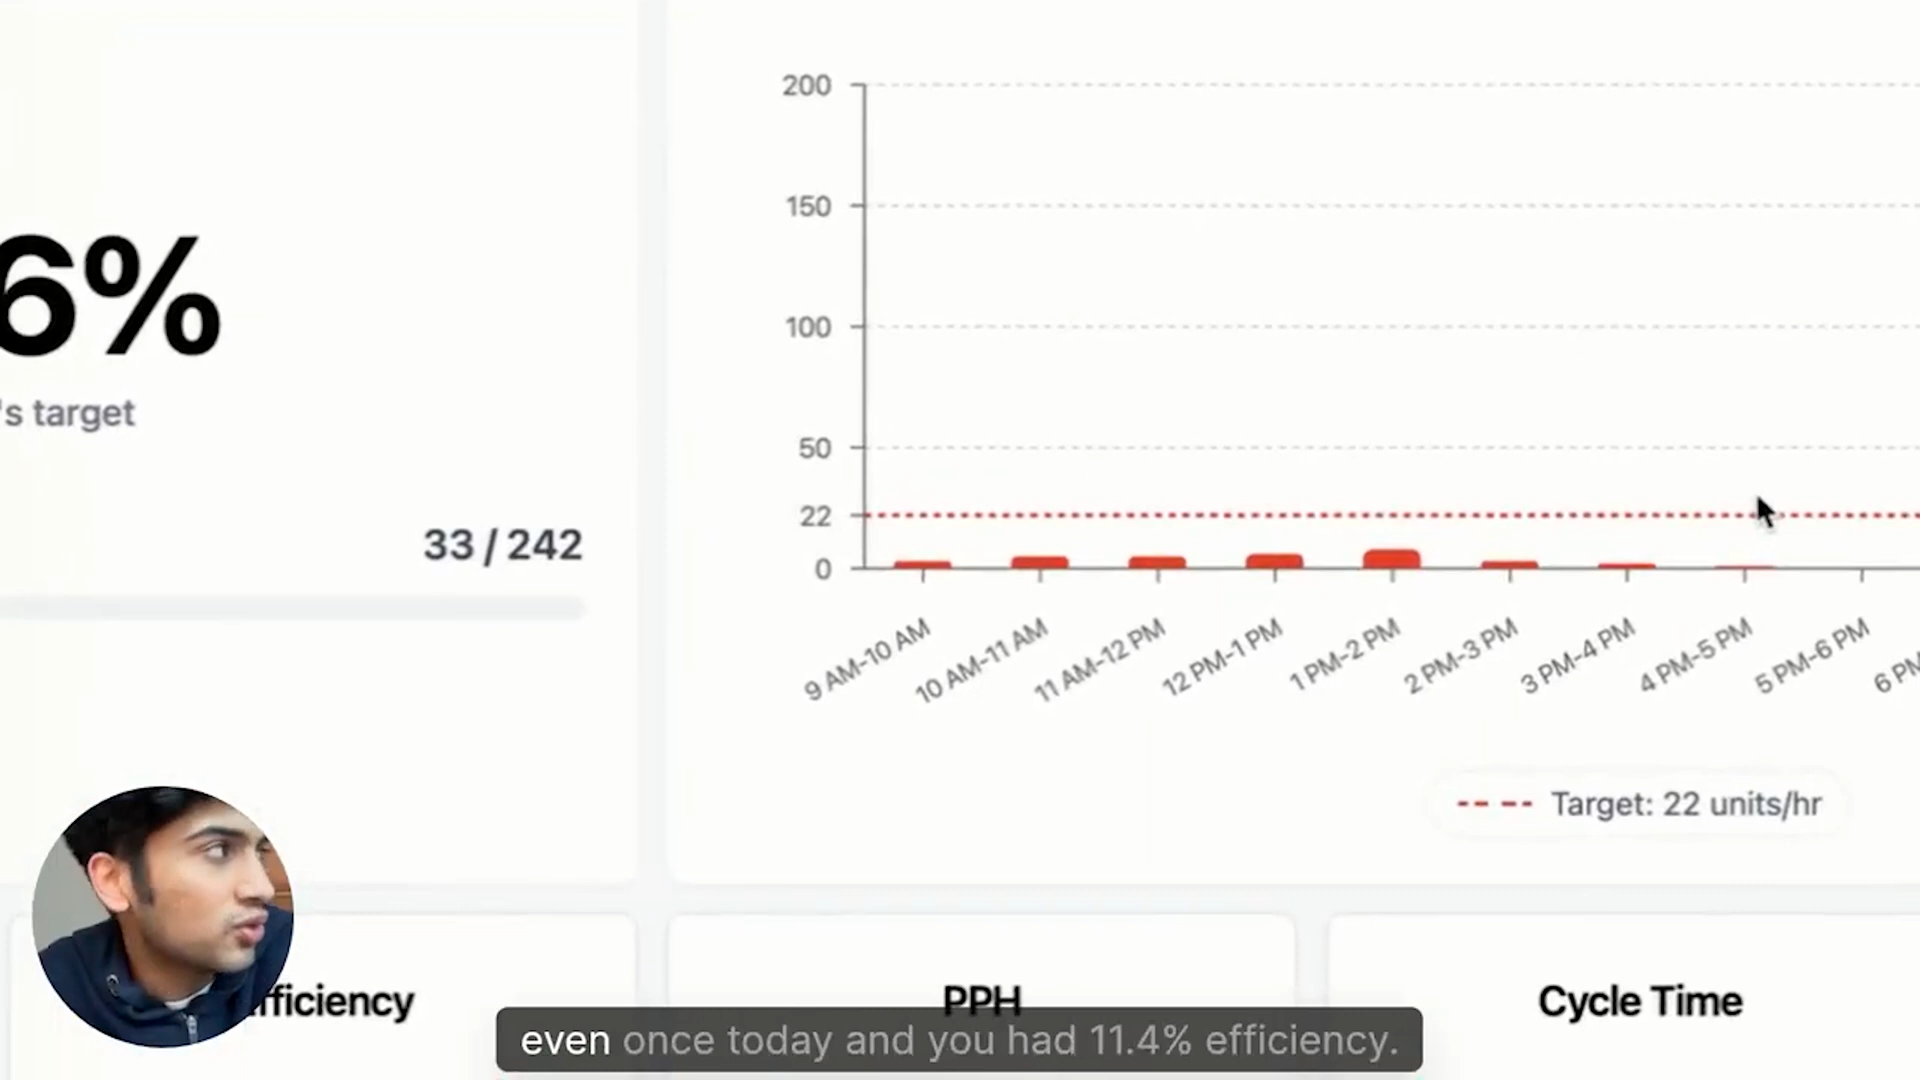 200
150
6%
100
's target
50
22
33 / 242
0
9 AM-10 AM
10 AM-11 AM
11 AM-12 PM
12 PM-1 PM
1 PM-2 PM
2 PM-3 PM
3 PM-4 PM
4 PM-5 PM
5 PM-6 PM
6 PM
Target: 22 units/hr
fficiency
PPH
Cycle Time
even once today and you had 11.4% efficiency.